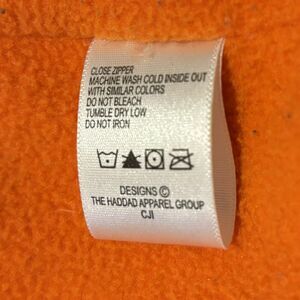 CLOSE ZIPPER
MACHINE WASH COLD INSIDE OUT
WITH SIMILAR COLORS
DO NOT BLEACH
TUMBLE DRY LOW
DO NOT IRON
DESIGNS ©
THE HADDAD APPAREL GROUP
CJI